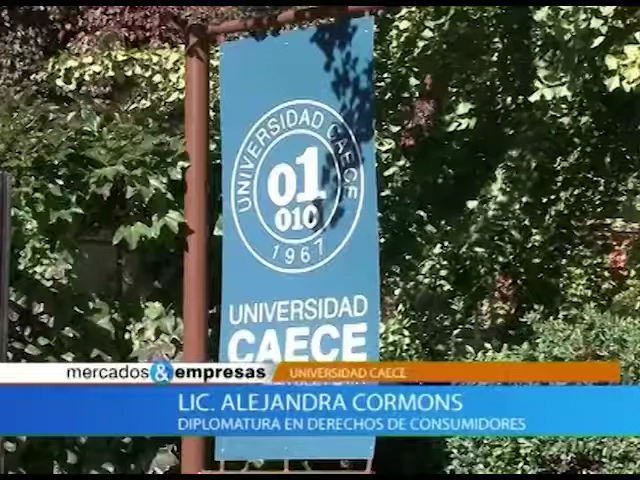 UNIVERSIDAD CAECE
01
010
1967
UNIVERSIDAD
CAECE
mercados&empresas
UNIVERSIDAD CAECE
LIC. ALEJANDRA CORMONS
DIPLOMATURA EN DERECHOS DE CONSUMIDORES